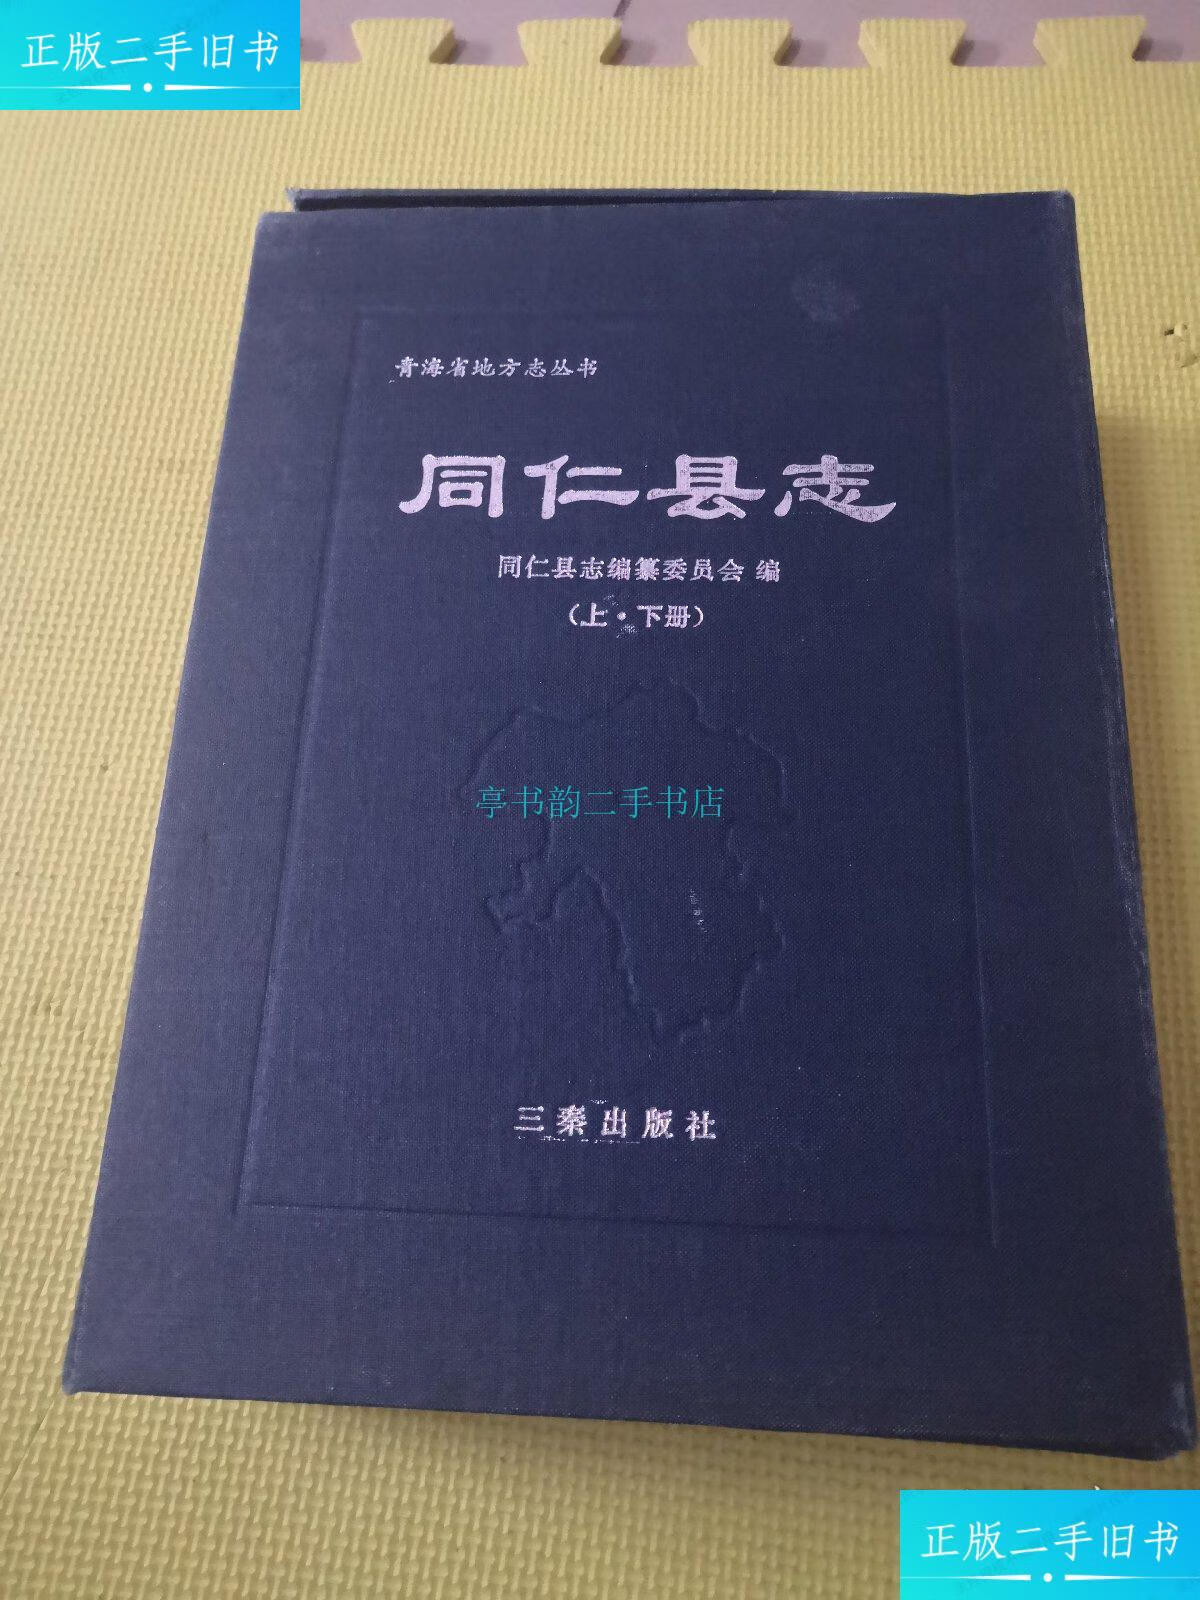 正版二手旧书
青海省地方志丛书
同仁县志
同仁县志编纂委员会 编
（上·下册）
亭书韵二手书店
三秦出版社
正版二手旧书